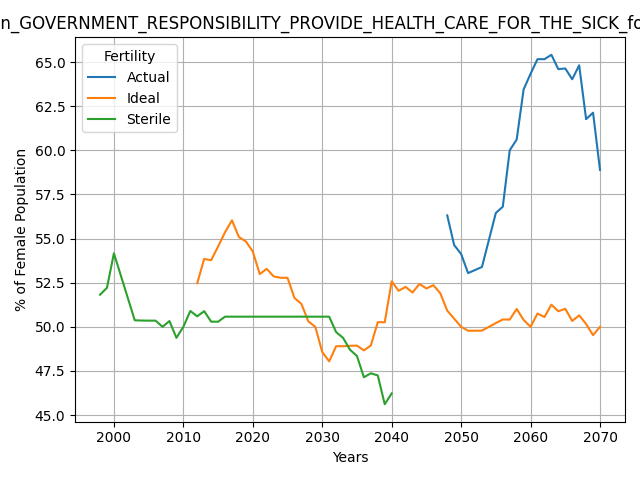 n_GOVERNMENT_RESPONSIBILITY_PROVIDE_HEALTH_CARE_FOR_THE_SICK_fo
Fertility
Actual
Ideal
Sterile
% of Female Population
65.0
62.5
60.0
57.5
55.0
52.5
50.0
47.5
45.0
2000 2010 2020 2030 2040 2050 2060 2070
Years